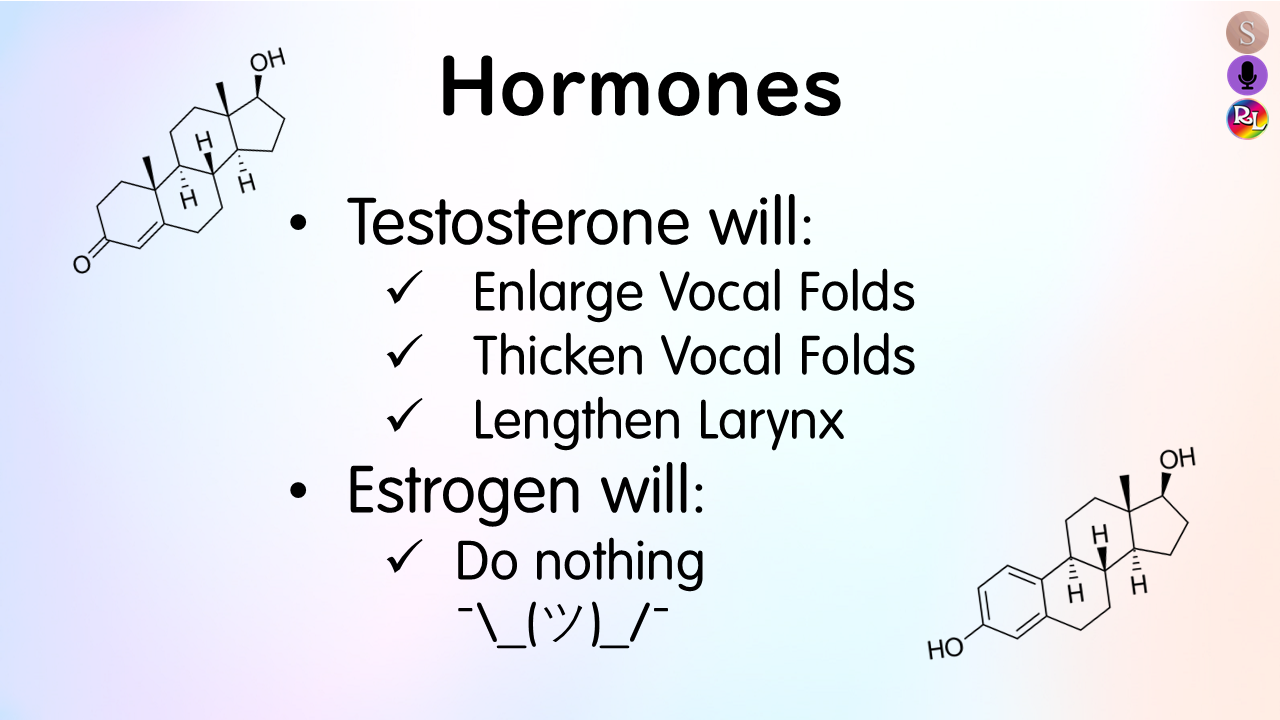 Hormones
OH
H
H
H
O
• Testosterone will:
✓ Enlarge Vocal Folds
✓ Thicken Vocal Folds
✓ Lengthen Larynx
• Estrogen will:
✓ Do nothing
¯\_(ツ)_/¯
OH
H
H
H
HO
S
RL